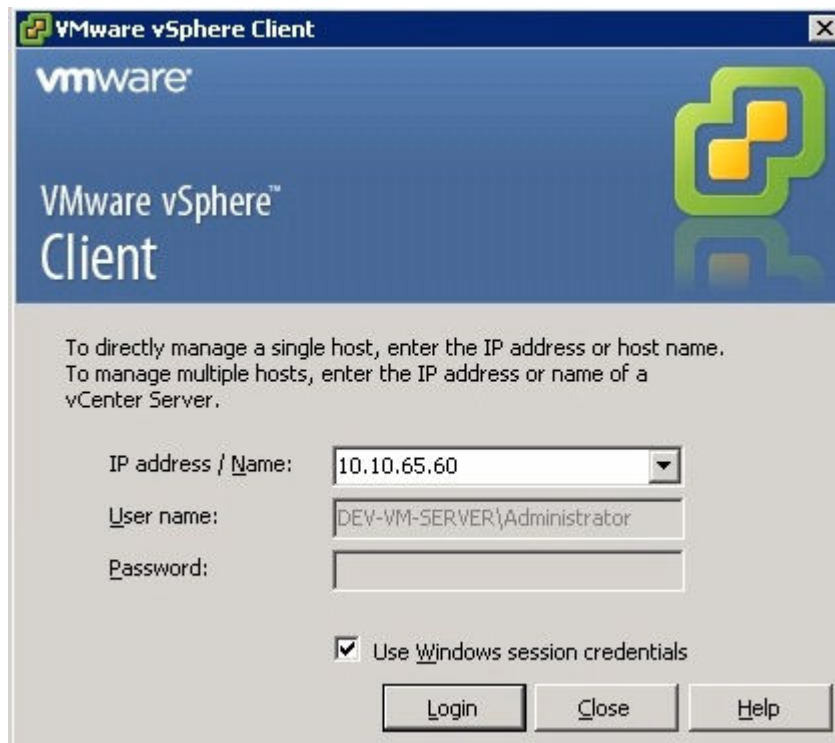 VMware vSphere Client
vmware
VMware vSphere™
Client
To directly manage a single host, enter the IP address or host name.
To manage multiple hosts, enter the IP address or name of a
vCenter Server.
IP address / Name: 10.10.65.60
User name: DEV-VM-SERVER\Administrator
Password:
Use Windows session credentials
Login Close Help